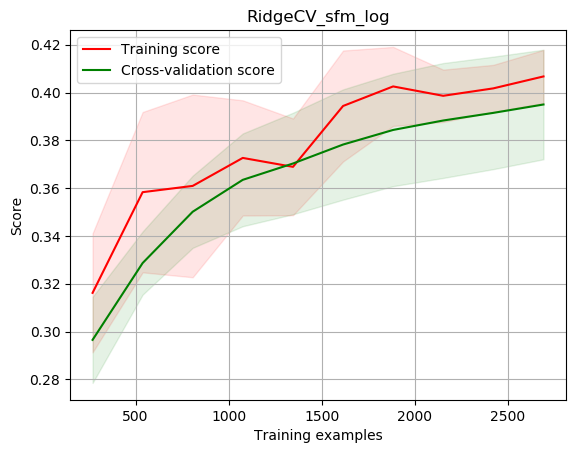 RidgeCV_sfm_log
Training score
Cross-validation score
0.42
0.40
0.38
0.36
0.34
0.32
0.30
0.28
Score
500
1000
1500
2000
2500
Training examples